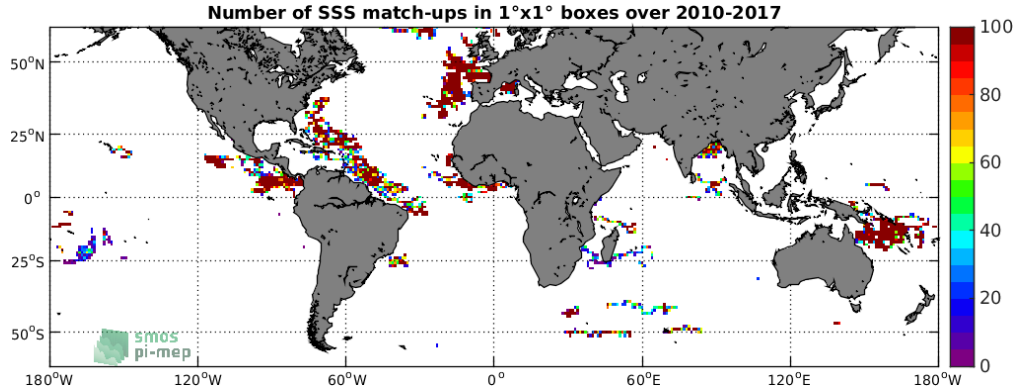 Number of SSS match-ups in 1°x1° boxes over 2010-2017
50°N
25°N
0°
25°S
50°S
180°W 120°W 60°W 0° 60°E 120°E 180°W
100
80
60
40
20
0
smos
pi-mep